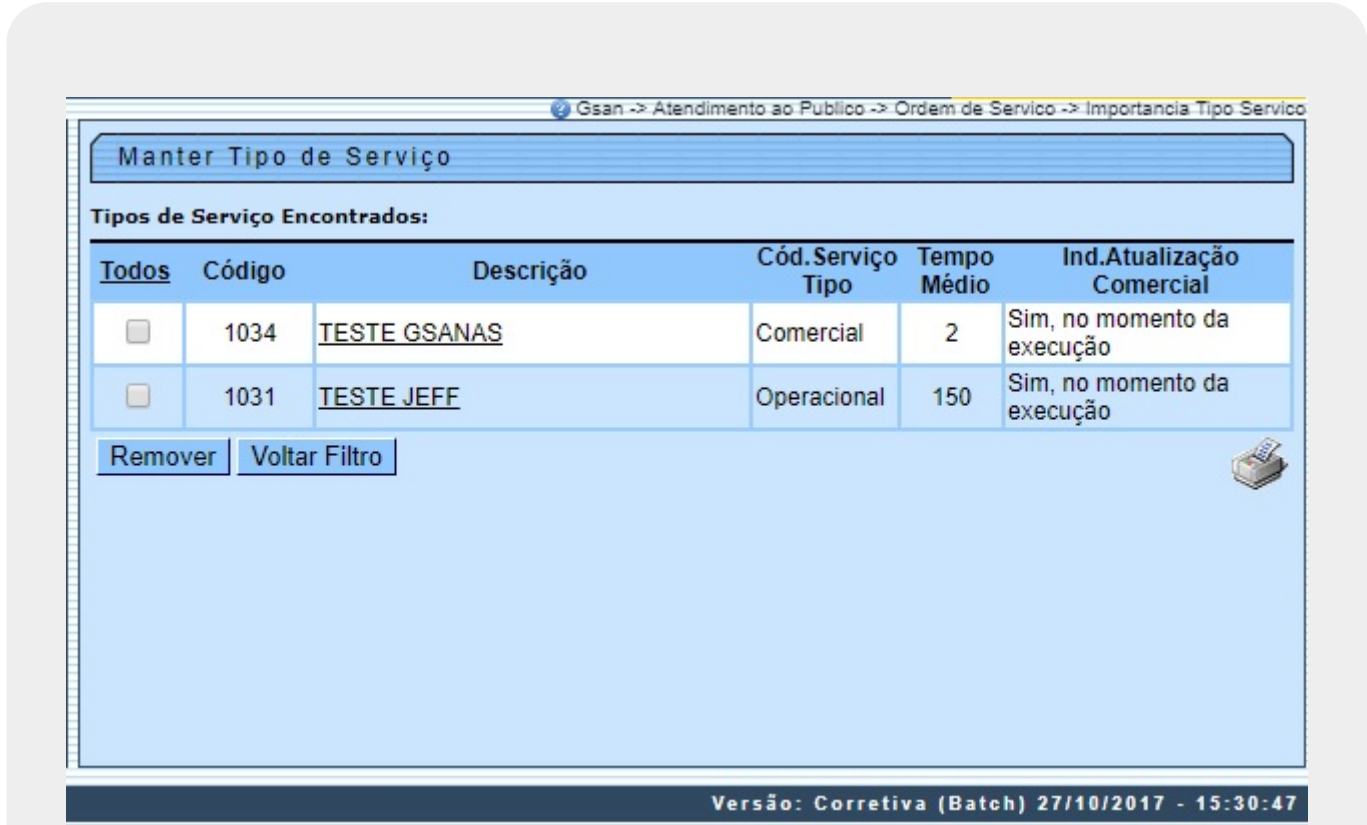 Gsan -> Atendimento ao Publico -> Ordem de Servico -> Importancia Tipo Servico
Manter Tipo de Serviço
Tipos de Serviço Encontrados:
Todos Código Descrição Cód.Serviço Tipo Tempo Médio Ind.Atualização Comercial
1034 TESTE GSANAS Comercial 2 Sim, no momento da execução
1031 TESTE JEFF Operacional 150 Sim, no momento da execução
Remover Voltar Filtro
Versão: Corretiva (Batch) 27/10/2017 - 15:30:47